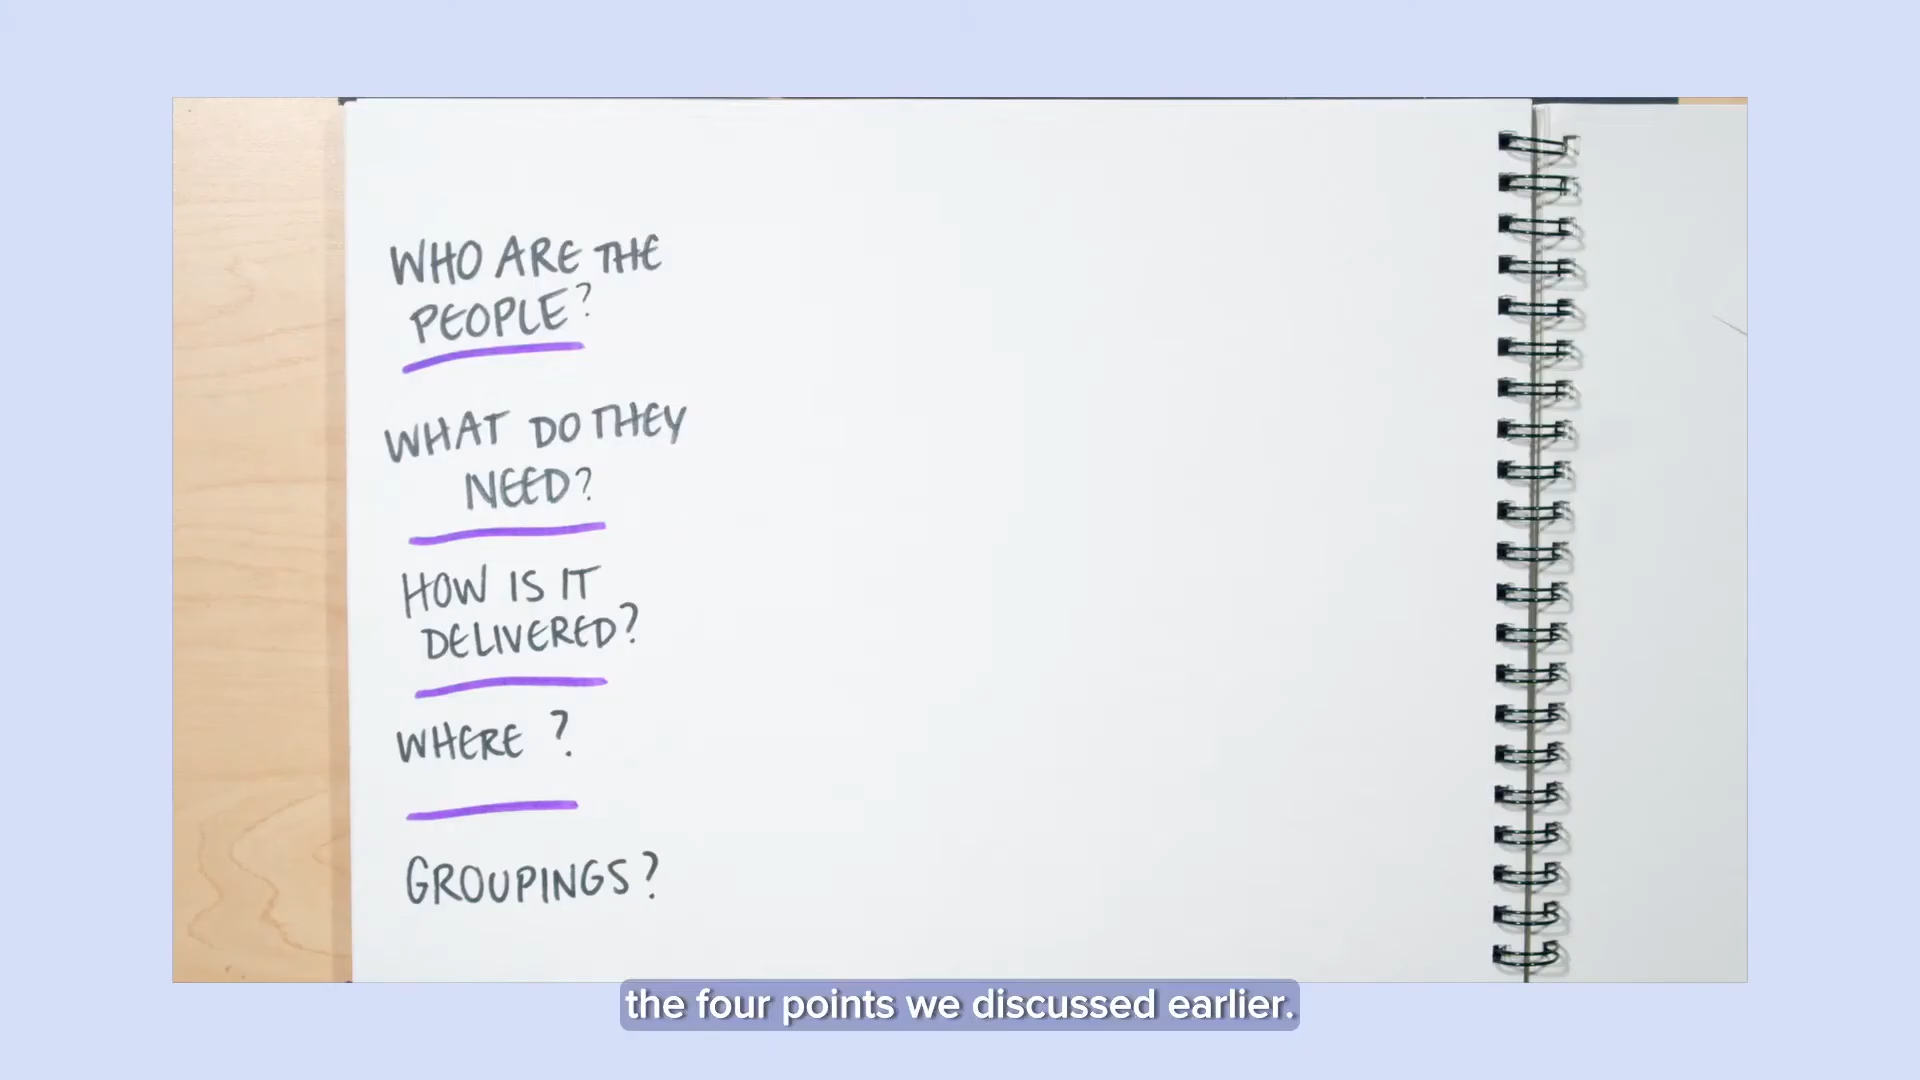 WHO ARE THE
PEOPLE?
WHAT DO THEY
NEED?
HOW IS IT
DELIVERED?
WHERE ?
GROUPINGS?
the four points we discussed earlier.